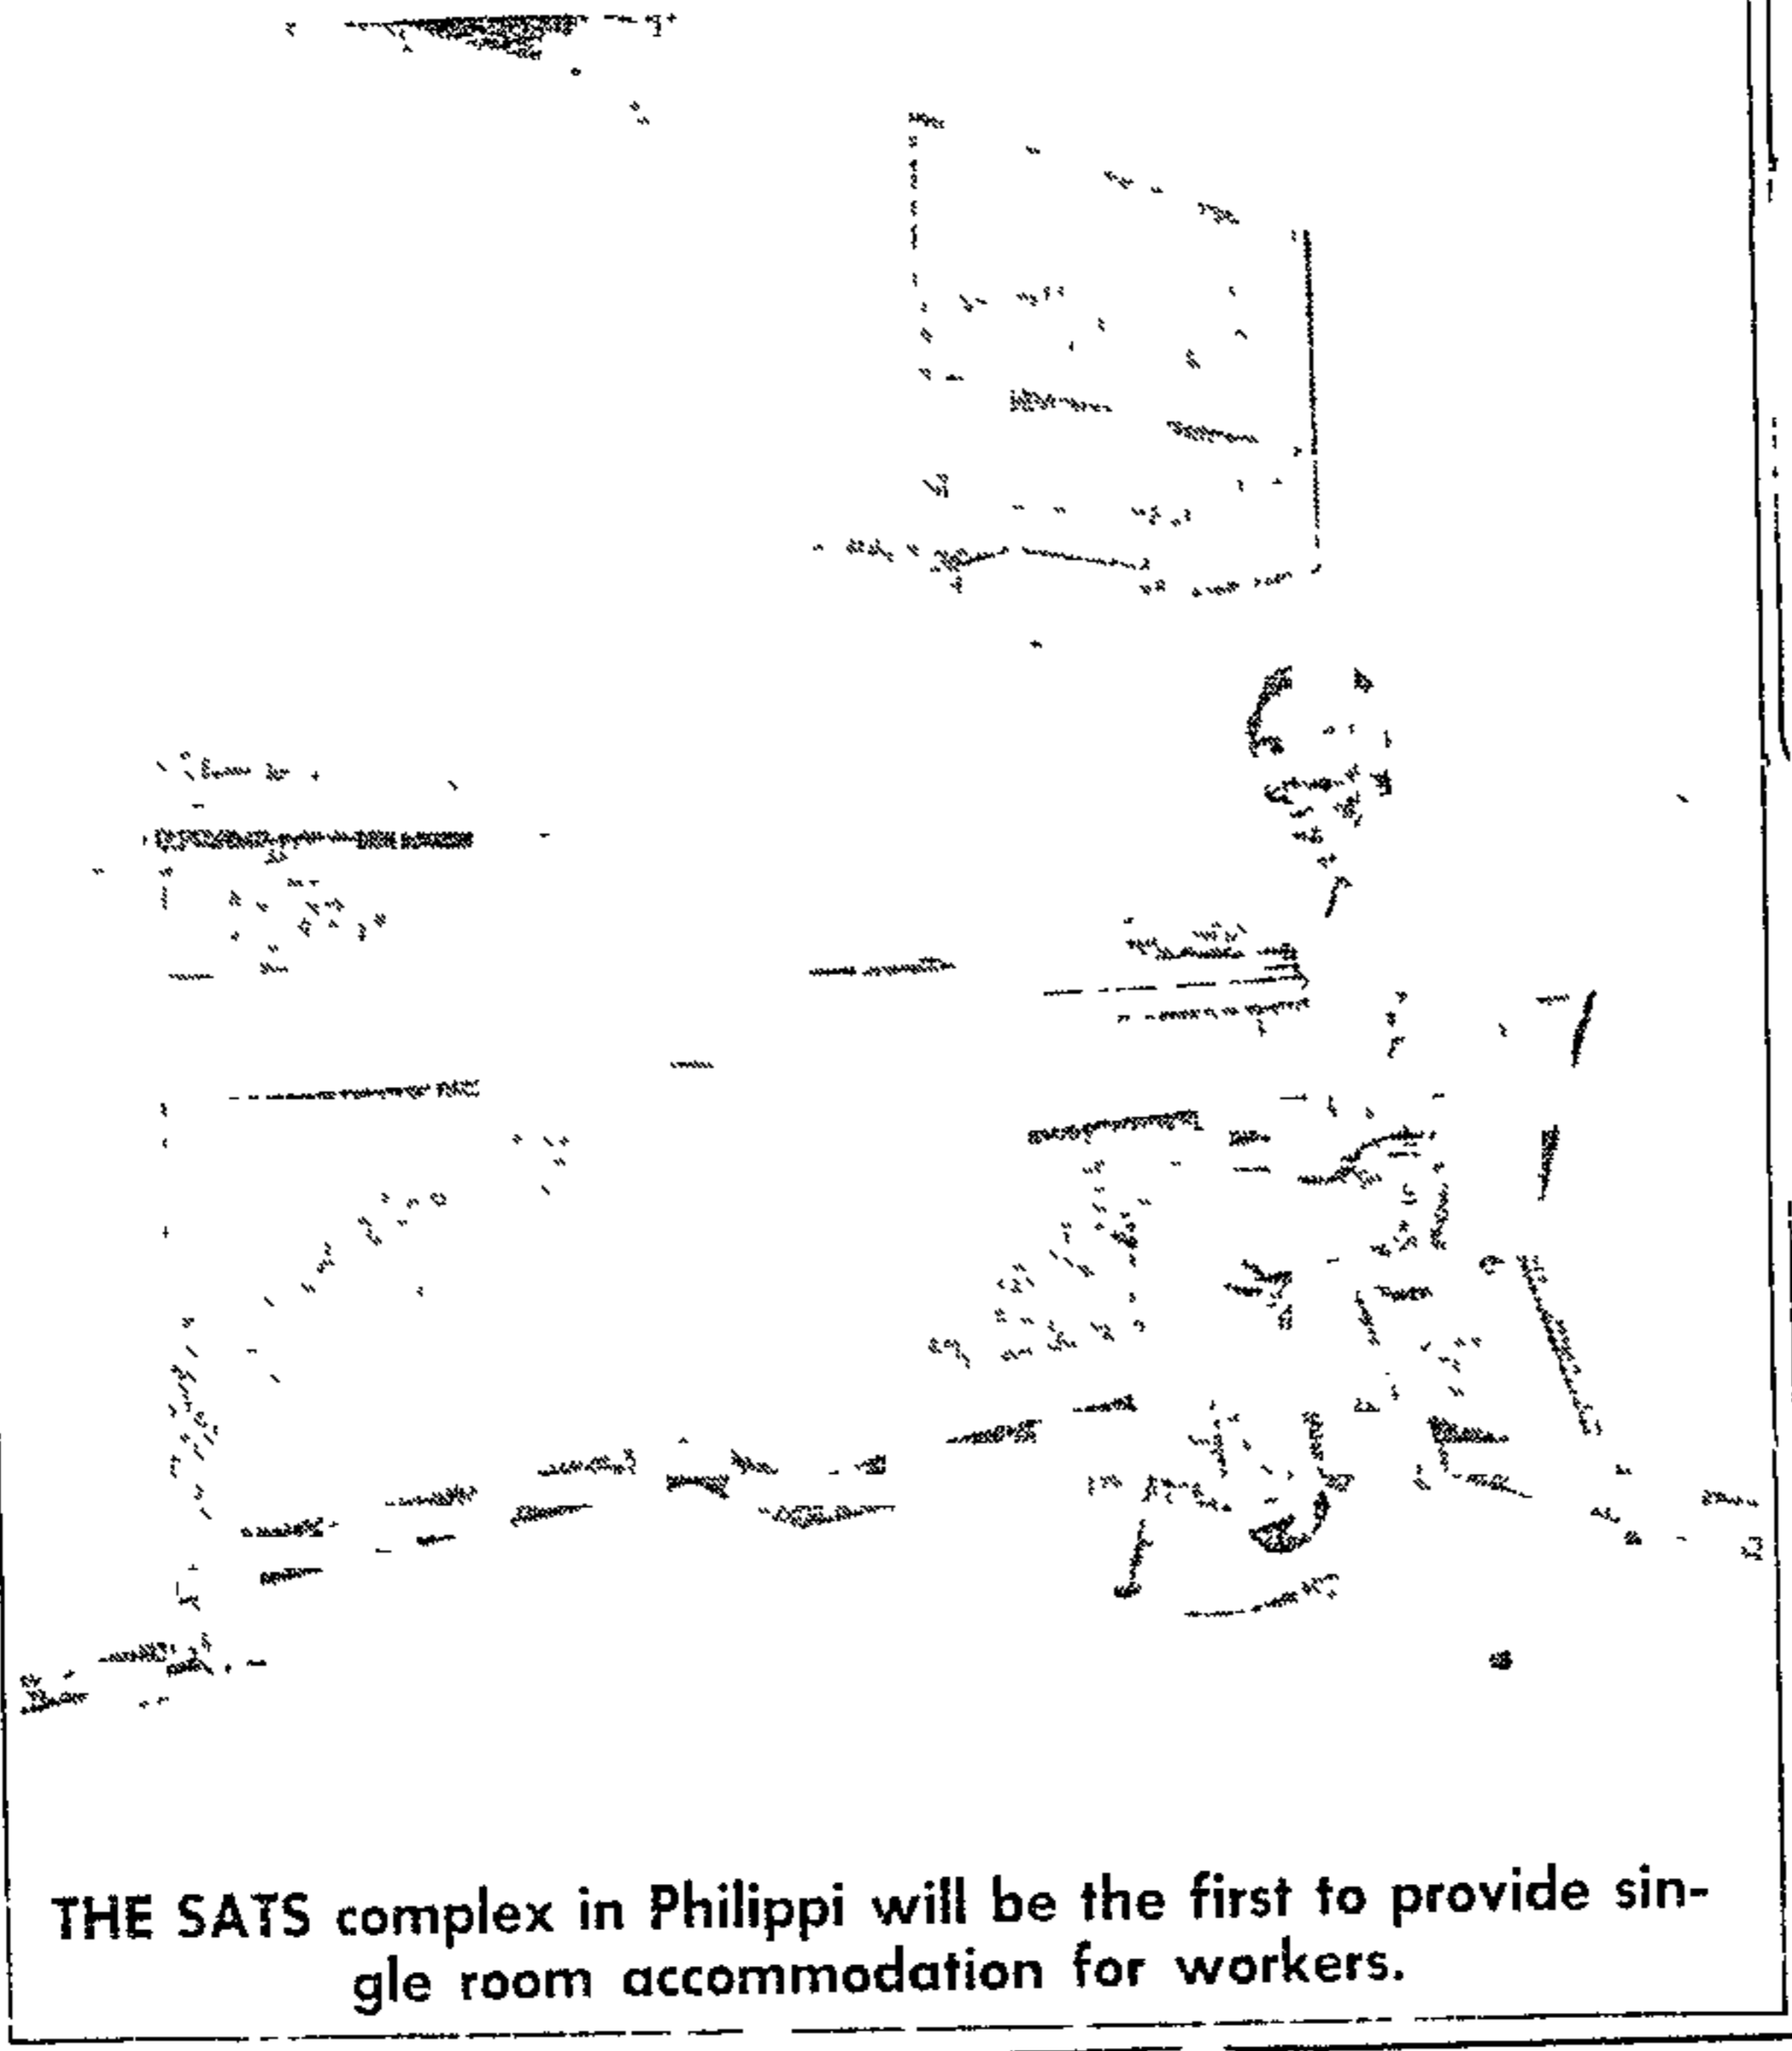 THE SATS complex in Philippi will be the first to provide sin-
gle room accommodation for workers.